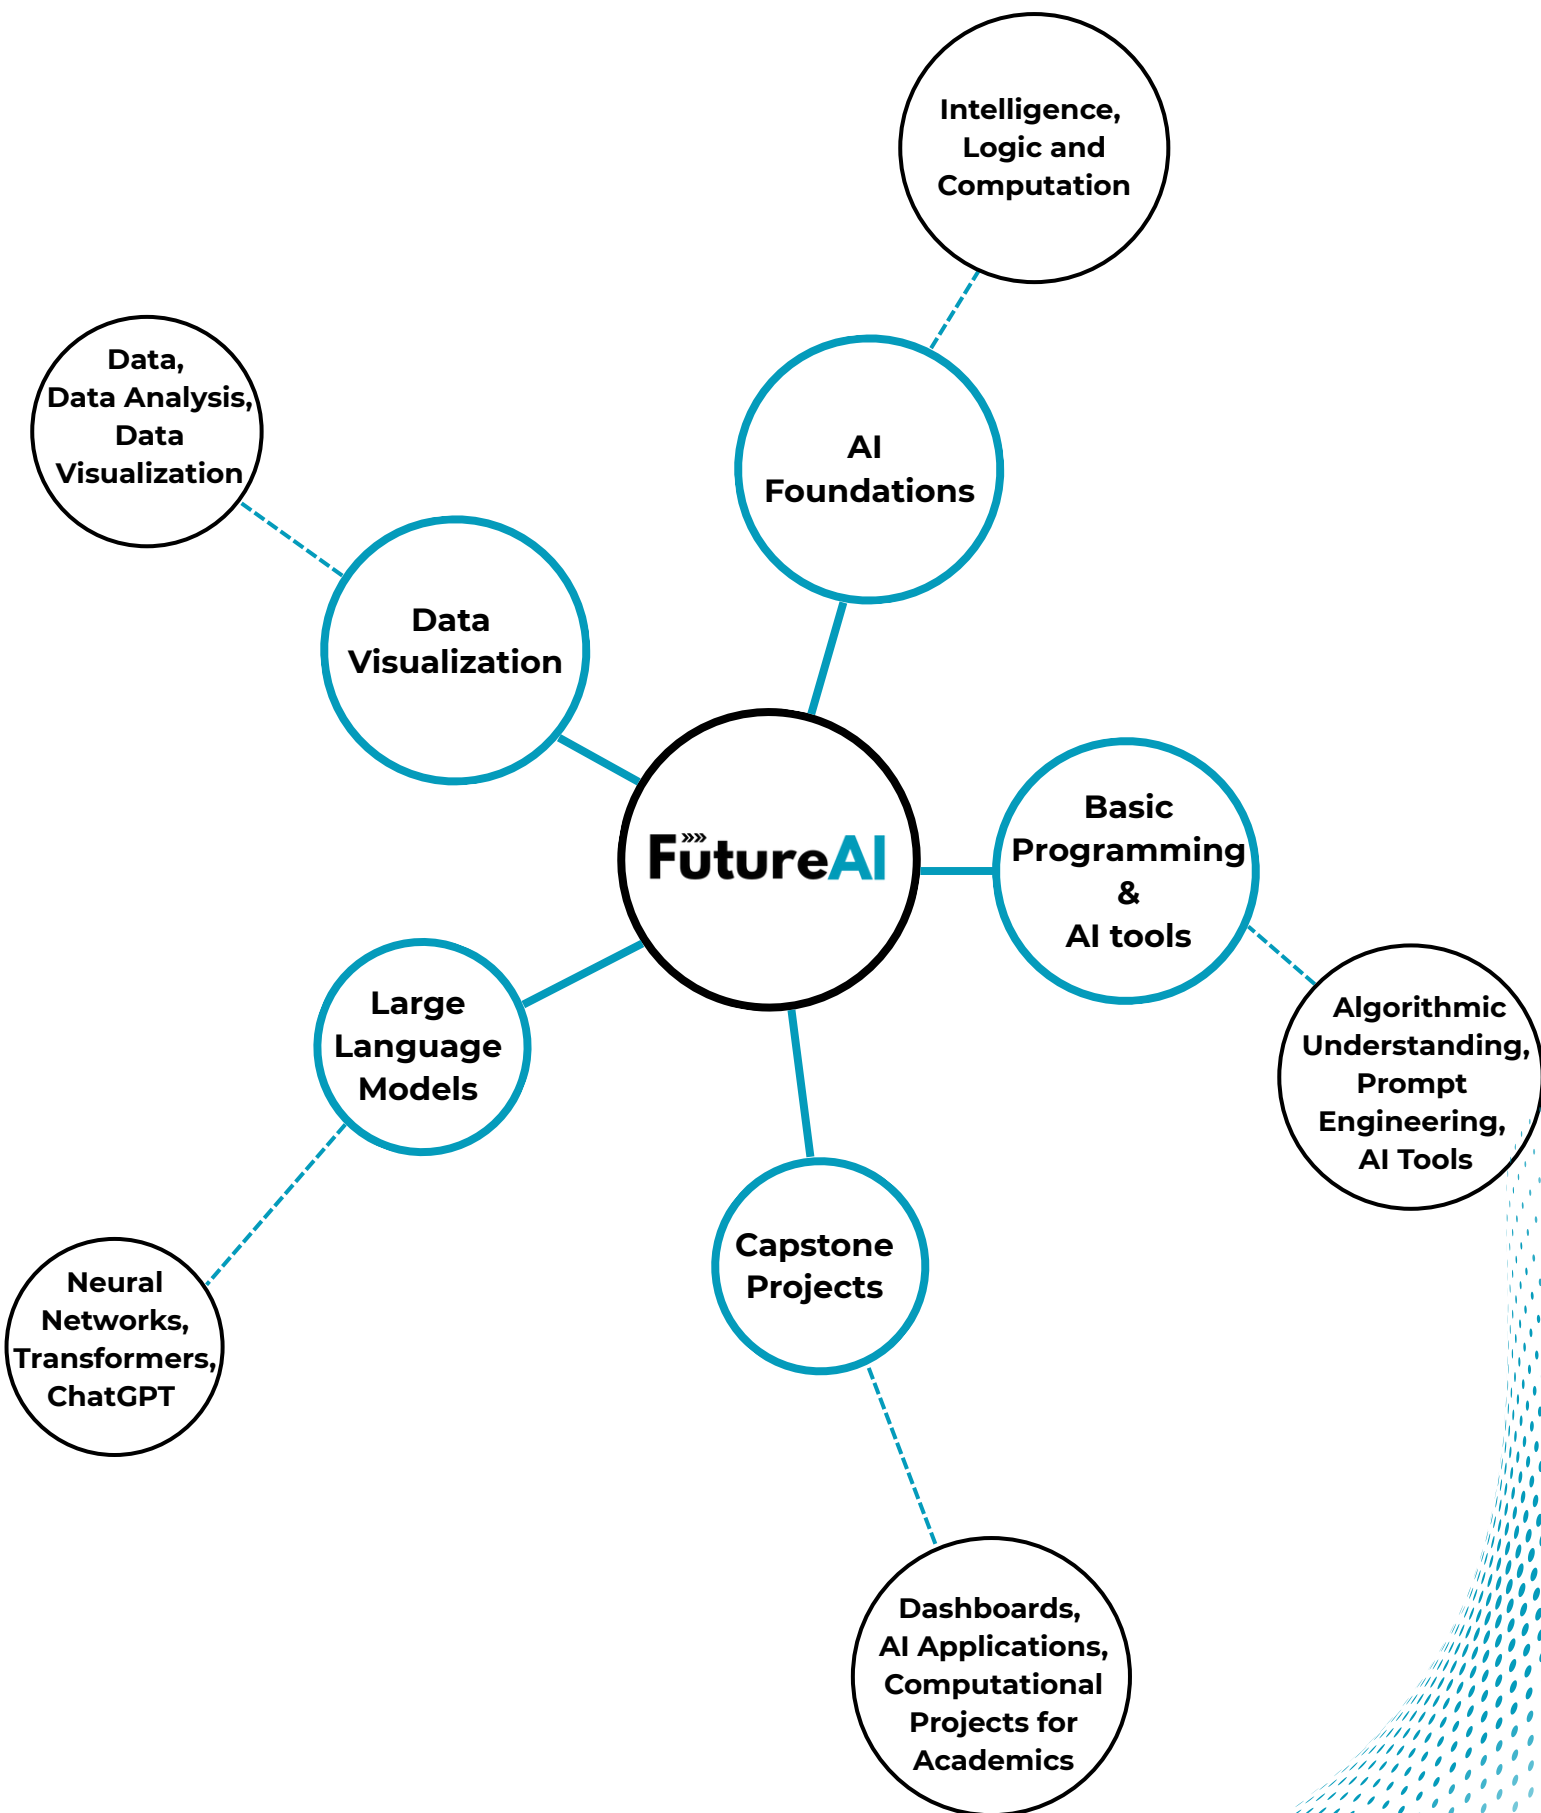 Intelligence,
Logic and
Computation
AI
Foundations
Data,
Data Analysis,
Data
Visualization
Data
Visualization
FutureAI
Basic
Programming
&
AI tools
Algorithmic
Understanding,
Prompt
Engineering,
AI Tools
Large
Language
Models
Neural
Networks,
Transformers,
ChatGPT
Capstone
Projects
Dashboards,
AI Applications,
Computational
Projects for
Academics